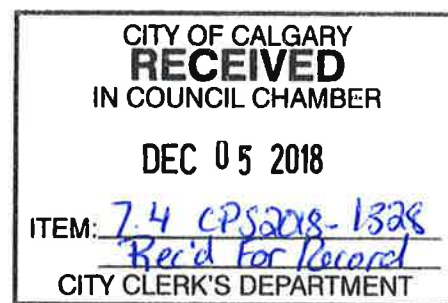 CITY OF CALGARY
RECEIVED
IN COUNCIL CHAMBER
DEC 05 2018
ITEM: 7.4 CPS2018-1328
Rec'd For Record
CITY CLERK'S DEPARTMENT